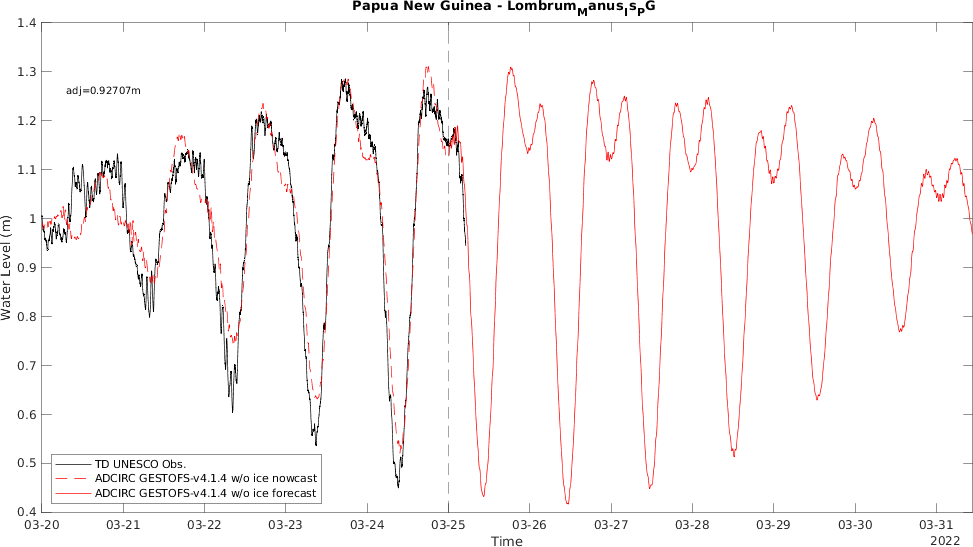 Papua New Guinea - Lombrum_Manus_Is_PG
1.4
1.3
1.2
1.1
1
0.9
0.8
0.7
0.6
0.5
0.4
Water Level (m)
adj=0.92707m
TD UNESCO Obs.
ADCIRC GESTOFS-v4.1.4 w/o ice nowcast
ADCIRC GESTOFS-v4.1.4 w/o ice forecast
03-20 03-21 03-22 03-23 03-24 03-25 03-26 03-27 03-28 03-29 03-30 03-31
Time
2022